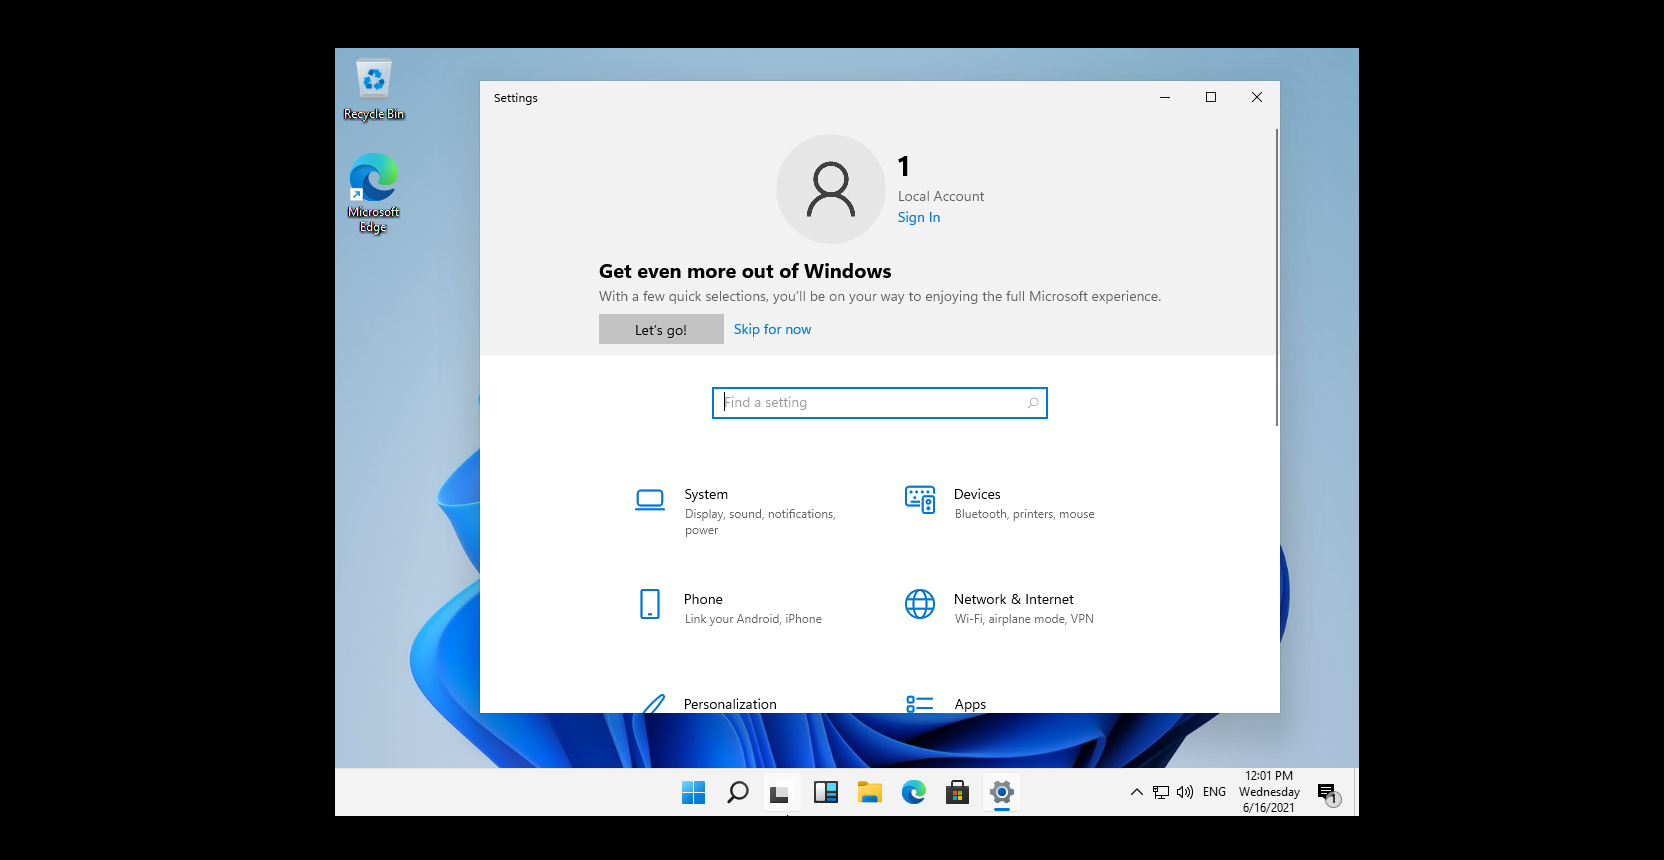 Recycle Bin
Microsoft
Edge
Settings
1
Local Account
Sign In
Get even more out of Windows
With a few quick selections, you'll be on your way to enjoying the full Microsoft experience.
Let's go!
Skip for now
Find a setting
System
Display, sound, notifications,
power
Devices
Bluetooth, printers, mouse
Phone
Link your Android, iPhone
Network & Internet
Wi-Fi, airplane mode, VPN
Personalization
Apps
ENG
12:01 PM
Wednesday
6/16/2021
1